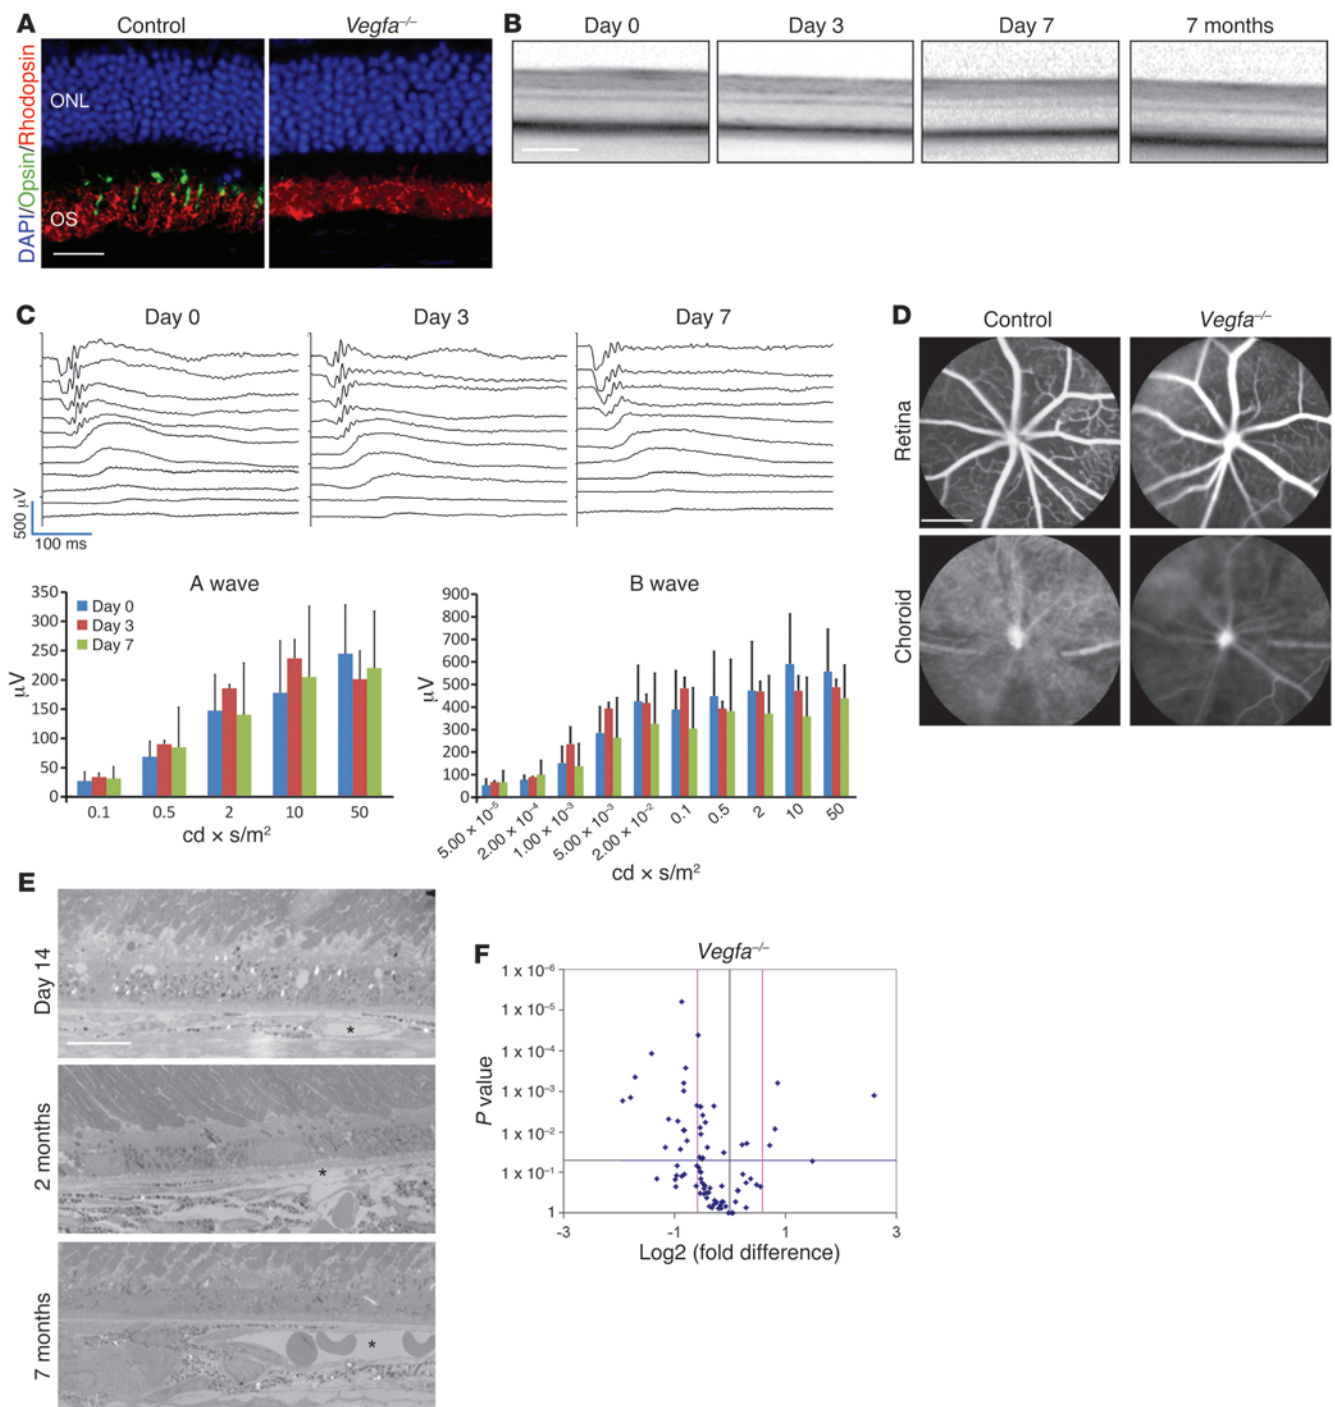 A
Control
Vegfa⁻/⁻
DAPI/Opsin/Rhodopsin
ONL
OS
B
Day 0
Day 3
Day 7
7 months
C
Day 0
Day 3
Day 7
500 μV
100 ms
A wave
350
300
250
200
150
100
50
0
μV
Day 0
Day 3
Day 7
0.1
0.5
2
10
50
cd × s/m²
B wave
900
800
700
600
500
400
300
200
100
0
μV
5.00 × 10⁻⁵
2.00 × 10⁻⁴
1.00 × 10⁻³
5.00 × 10⁻³
2.00 × 10⁻²
0.1
0.5
2
10
50
cd × s/m²
D
Control
Vegfa⁻/⁻
Retina
Choroid
E
Day 14
*
2 months
*
7 months
*
F
Vegfa⁻/⁻
1 x 10⁻⁶
1 x 10⁻⁵
1 x 10⁻⁴
1 x 10⁻³
1 x 10⁻²
1 x 10⁻¹
1
P value
-3
-1
1
3
Log2 (fold difference)